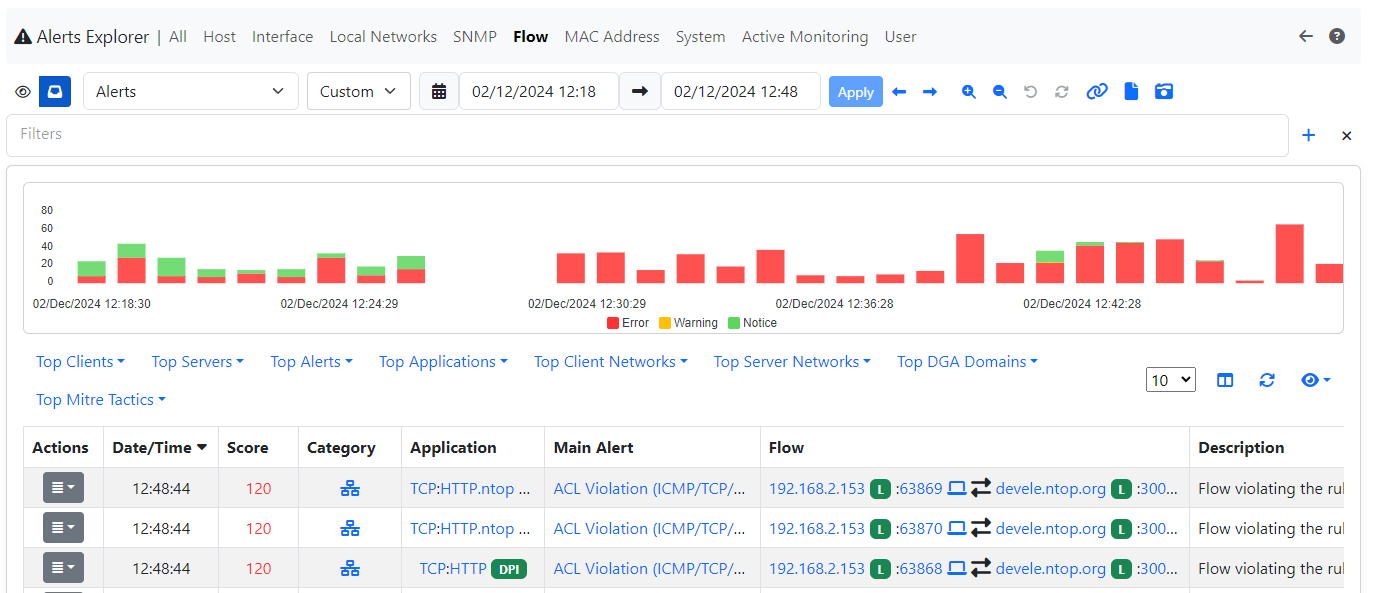 Alerts Explorer | All Host Interface Local Networks SNMP Flow MAC Address System Active Monitoring User
Alerts Custom 02/12/2024 12:18 02/12/2024 12:48 Apply
Filters
80
60
40
20
0
02/Dec/2024 12:18:30 02/Dec/2024 12:24:29 02/Dec/2024 12:30:29 02/Dec/2024 12:36:28 02/Dec/2024 12:42:28
Error Warning Notice
Top Clients Top Servers Top Alerts Top Applications Top Client Networks Top Server Networks Top DGA Domains
10
Top Mitre Tactics
Actions Date/Time Score Category Application Main Alert Flow Description
12:48:44 120 TCP:HTTP.ntop ... ACL Violation (ICMP/TCP/... 192.168.2.153 L :63869 devele.ntop.org L :300... Flow violating the rul
12:48:44 120 TCP:HTTP.ntop ... ACL Violation (ICMP/TCP/... 192.168.2.153 L :63870 devele.ntop.org L :300... Flow violating the rul
12:48:44 120 TCP:HTTP DPI ACL Violation (ICMP/TCP/... 192.168.2.153 L :63868 devele.ntop.org L :300... Flow violating the rul